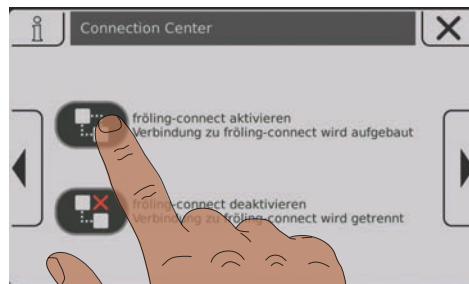 Connection Center
fröling-connect aktivieren
Verbindung zu fröling-connect wird aufgebaut
fröling-connect deaktivieren
Verbindung zu fröling-connect wird getrennt